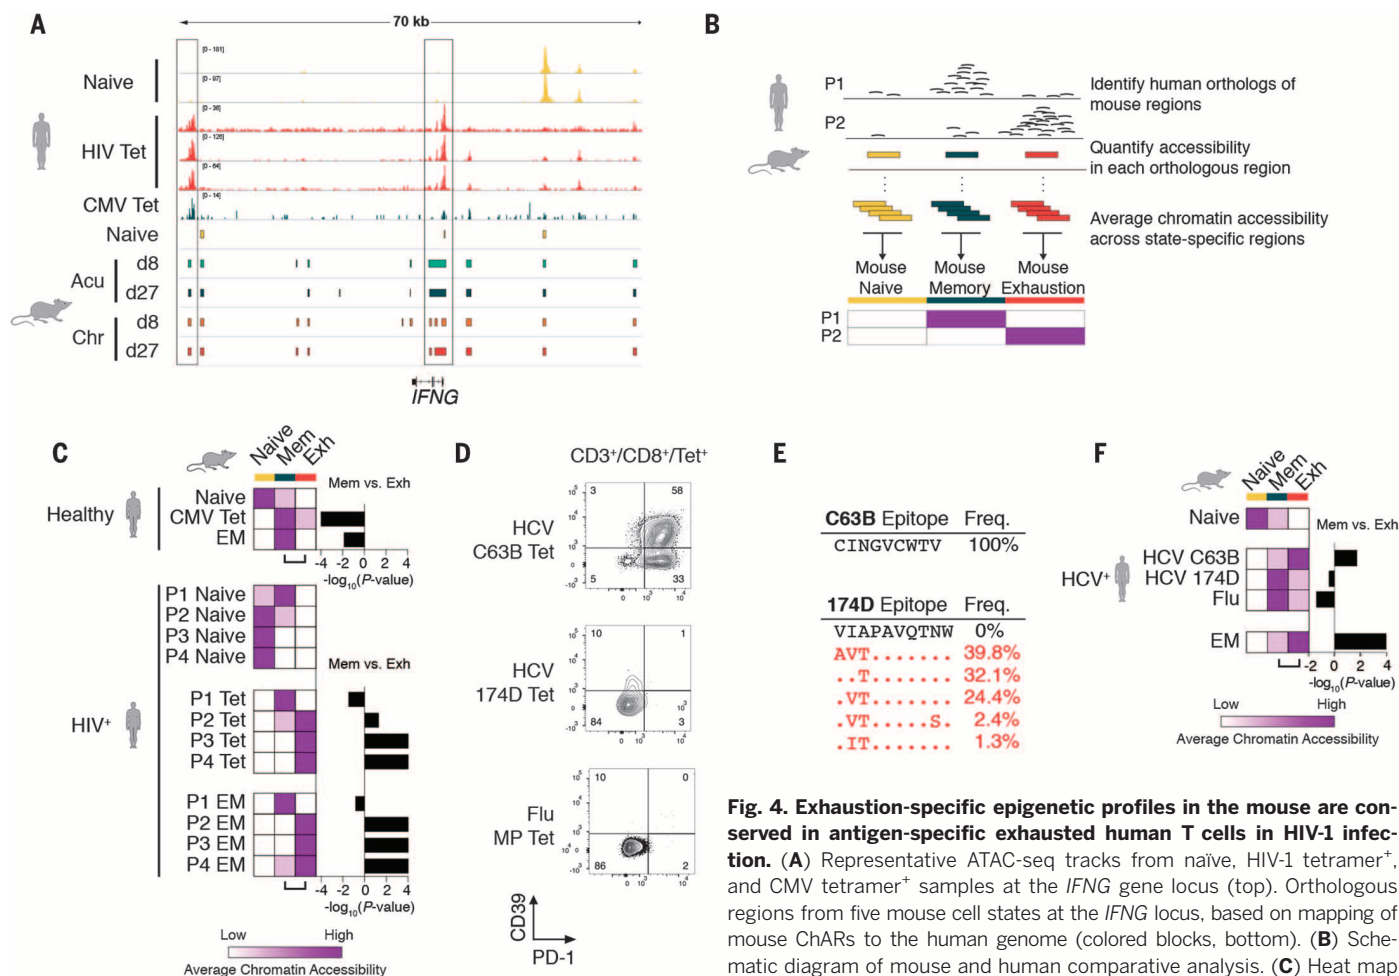 A
70 kb
[0 - 181]
Naive
[0 - 97]
[0 - 36]
HIV Tet
[0 - 126]
[0 - 64]
CMV Tet
[0 - 14]
Naive
Acu
d8
d27
Chr
d8
d27
IFNG
B
P1
Identify human orthologs of
mouse regions
P2
Quantify accessibility
in each orthologous region
Average chromatin accessibility
across state-specific regions
Mouse Naive
Mouse Memory
Mouse Exhaustion
P1
P2
C
Naive
Mem
Exh
Mem vs. Exh
Healthy
Naive
CMV Tet
EM
-4 -2 0 2 4
-log10(P-value)
HIV+
P1 Naive
P2 Naive
P3 Naive
P4 Naive
Mem vs. Exh
P1 Tet
P2 Tet
P3 Tet
P4 Tet
P1 EM
P2 EM
P3 EM
P4 EM
-4 -2 0 2 4
-log10(P-value)
Low High
Average Chromatin Accessibility
D
CD3+/CD8+/Tet+
HCV
C63B Tet
3 58
5 33
HCV
174D Tet
10 1
84 3
Flu
MP Tet
10 0
86 2
CD39
PD-1
E
C63B Epitope Freq.
CINGVCWTV 100%
174D Epitope Freq.
VIAPAVQTNW 0%
AVT....... 39.8%
..T....... 32.1%
.VT....... 24.4%
.VT......S. 2.4%
.IT....... 1.3%
F
Naive
Mem
Exh
Naive
Mem vs. Exh
HCV+
HCV C63B
HCV 174D
Flu
EM
-2 0 2 4
-log10(P-value)
Low High
Average Chromatin Accessibility
Fig. 4. Exhaustion-specific epigenetic profiles in the mouse are con-
served in antigen-specific exhausted human T cells in HIV-1 infec-
tion. (A) Representative ATAC-seq tracks from naïve, HIV-1 tetramer+,
and CMV tetramer+ samples at the IFNG gene locus (top). Orthologous
regions from five mouse cell states at the IFNG locus, based on mapping of
mouse ChARs to the human genome (colored blocks, bottom). (B) Sche-
matic diagram of mouse and human comparative analysis. (C) Heat map